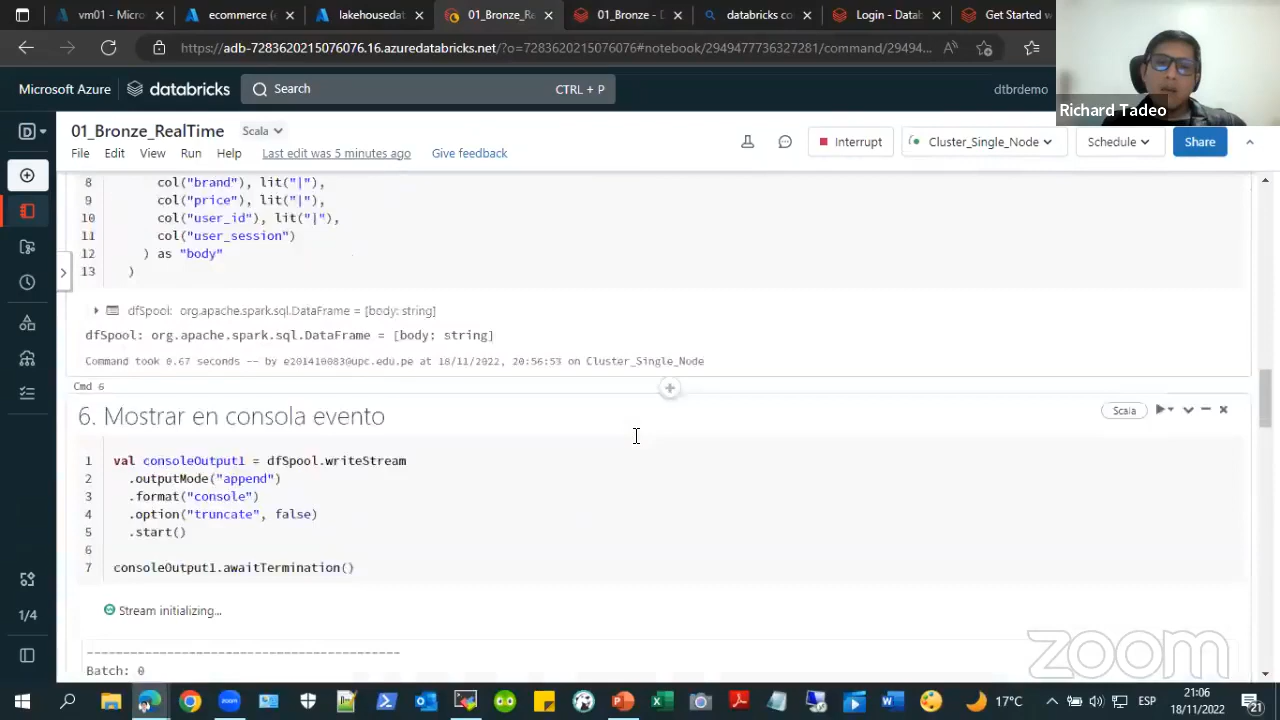 vm01 - Micros
ecommerce (
lakehousedat
01_Bronze_Re
01_Bronze - D
databricks co
Login - Datab
Get Started w
https://adb-7283620215076076.16.azuredatabricks.net/?o=7283620215076076#notebook/2949477736327281/command/29494...
Microsoft Azure
databricks
Search
CTRL + P
dtbrdemo
Richard Tadeo
01_Bronze_RealTime
Scala
File
Edit
View
Run
Help
Last edit was 5 minutes ago
Give feedback
Interrupt
Cluster_Single_Node
Schedule
Share
8 col("brand"), lit("|"),
9 col("price"), lit("|"),
10 col("user_id"), lit("|"),
11 col("user_session")
12 ) as "body"
13 )
dfSpool: org.apache.spark.sql.DataFrame = [body: string]
dfSpool: org.apache.spark.sql.DataFrame = [body: string]
Command took 0.67 seconds -- by e201410083@upc.edu.pe at 18/11/2022, 20:56:53 on Cluster_Single_Node
Cmd 6
6. Mostrar en consola evento
Scala
1 val consoleOutput1 = dfSpool.writeStream
2 .outputMode("append")
3 .format("console")
4 .option("truncate", false)
5 .start()
6
7 consoleOutput1.awaitTermination()
Stream initializing...
-------------------------------------------
Batch: 0
1/4
zoom
17°C
ESP
21:06
18/11/2022
21